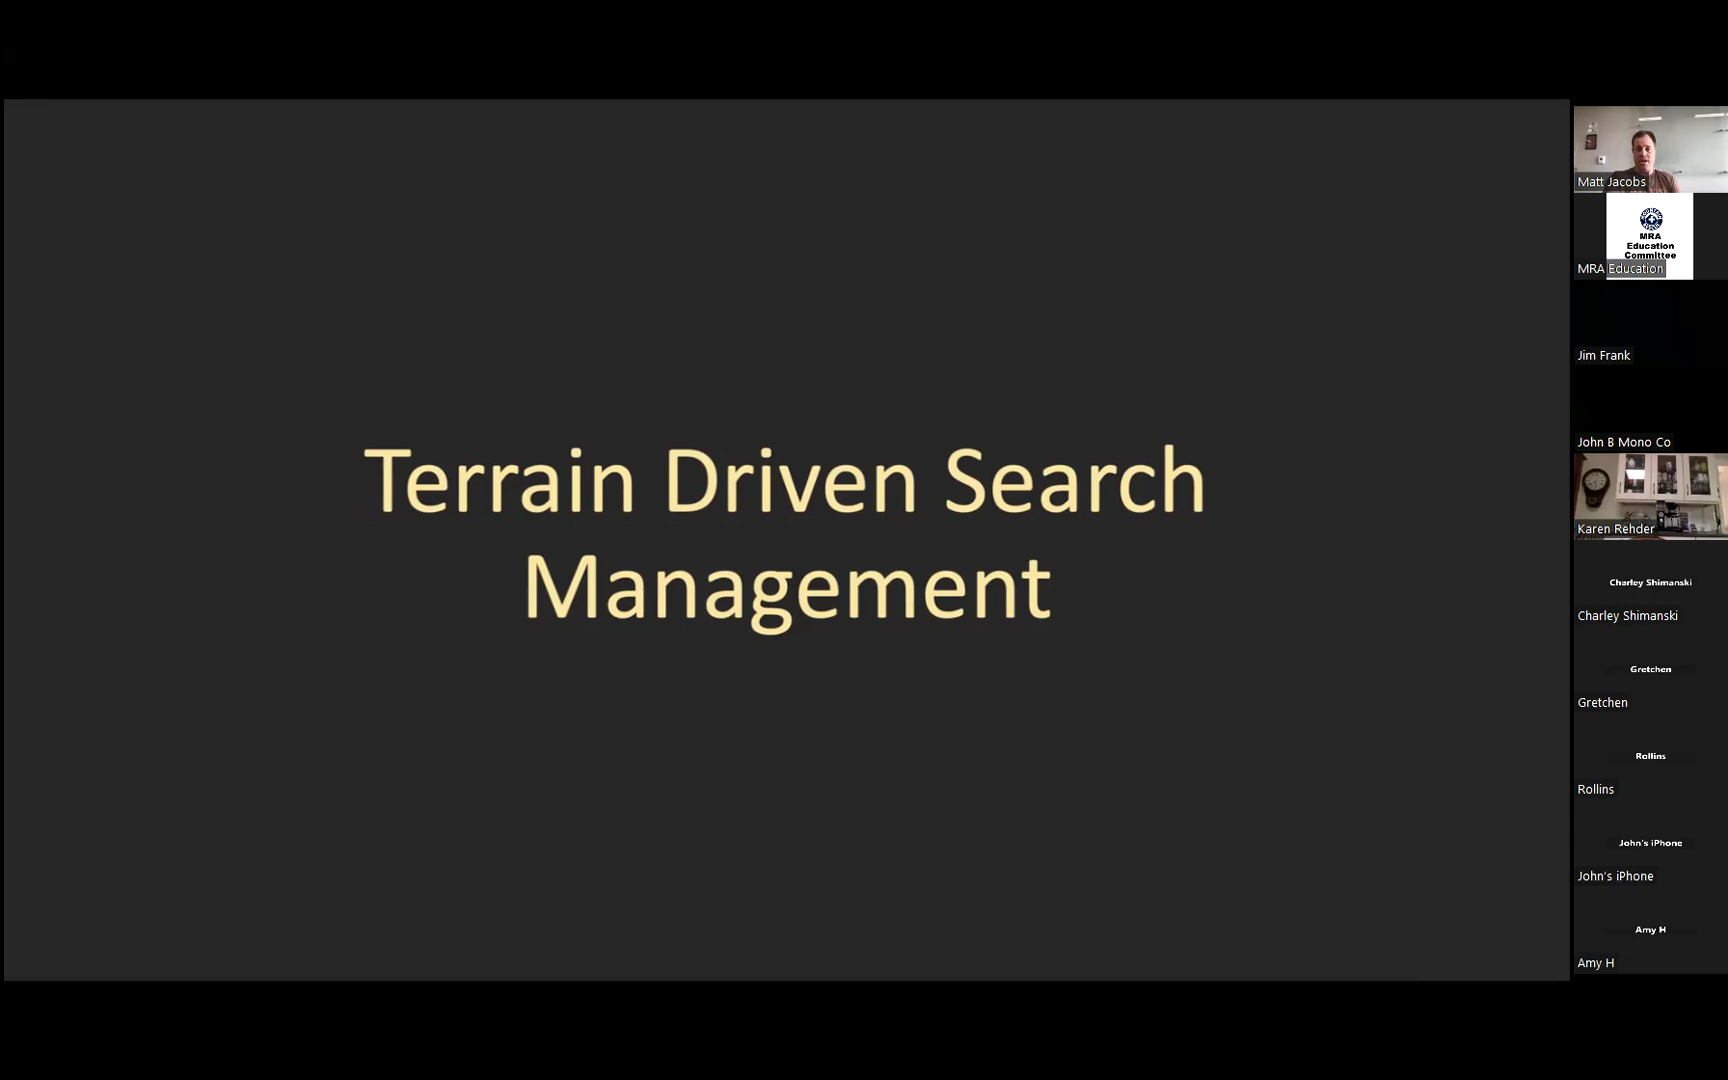 Terrain Driven Search
Management
Matt Jacobs
MRA
Education
Committee
MRA Education
Jim Frank
John B Mono Co
Karen Rehder
Charley Shimanski
Charley Shimanski
Gretchen
Gretchen
Rollins
Rollins
John's iPhone
John's iPhone
Amy H
Amy H